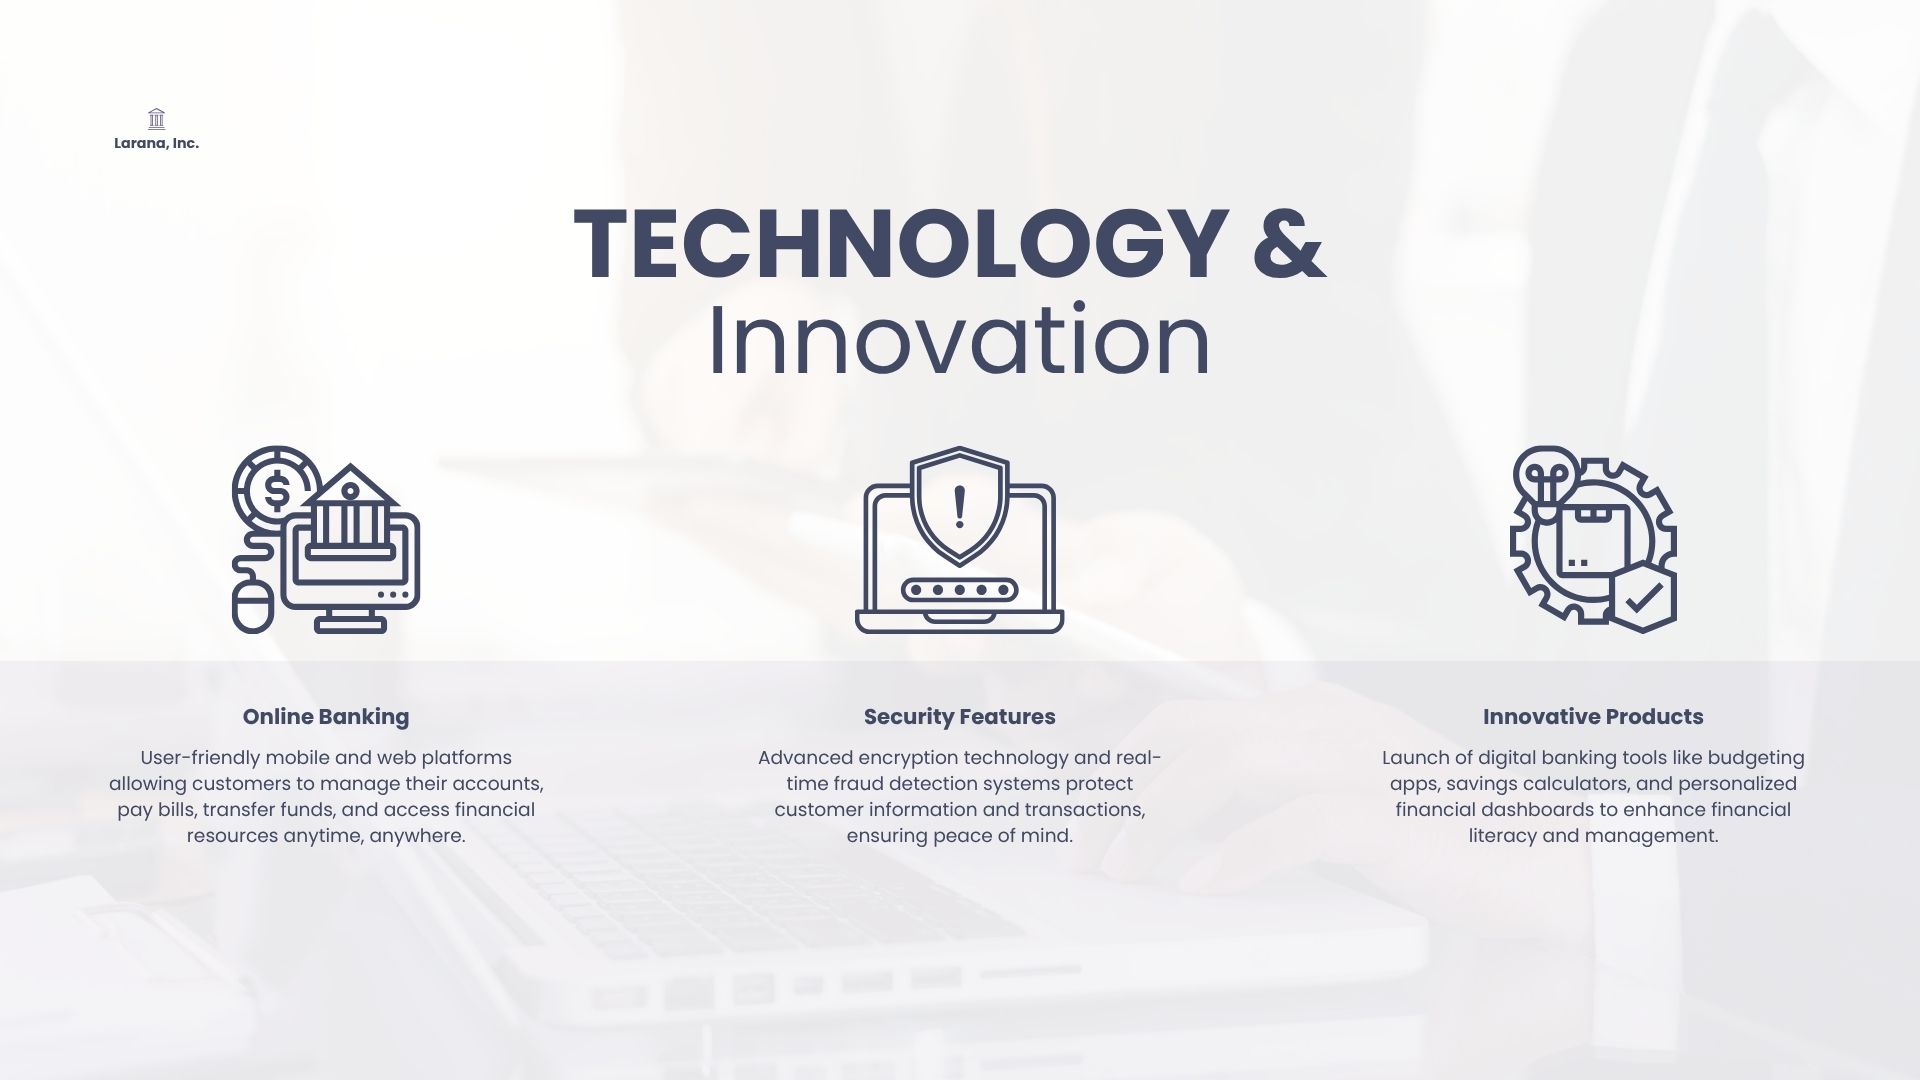 Larana, Inc.
TECHNOLOGY &
Innovation
$
!
Online Banking
User-friendly mobile and web platforms
allowing customers to manage their accounts,
pay bills, transfer funds, and access financial
resources anytime, anywhere.
Security Features
Advanced encryption technology and real-
time fraud detection systems protect
customer information and transactions,
ensuring peace of mind.
Innovative Products
Launch of digital banking tools like budgeting
apps, savings calculators, and personalized
financial dashboards to enhance financial
literacy and management.